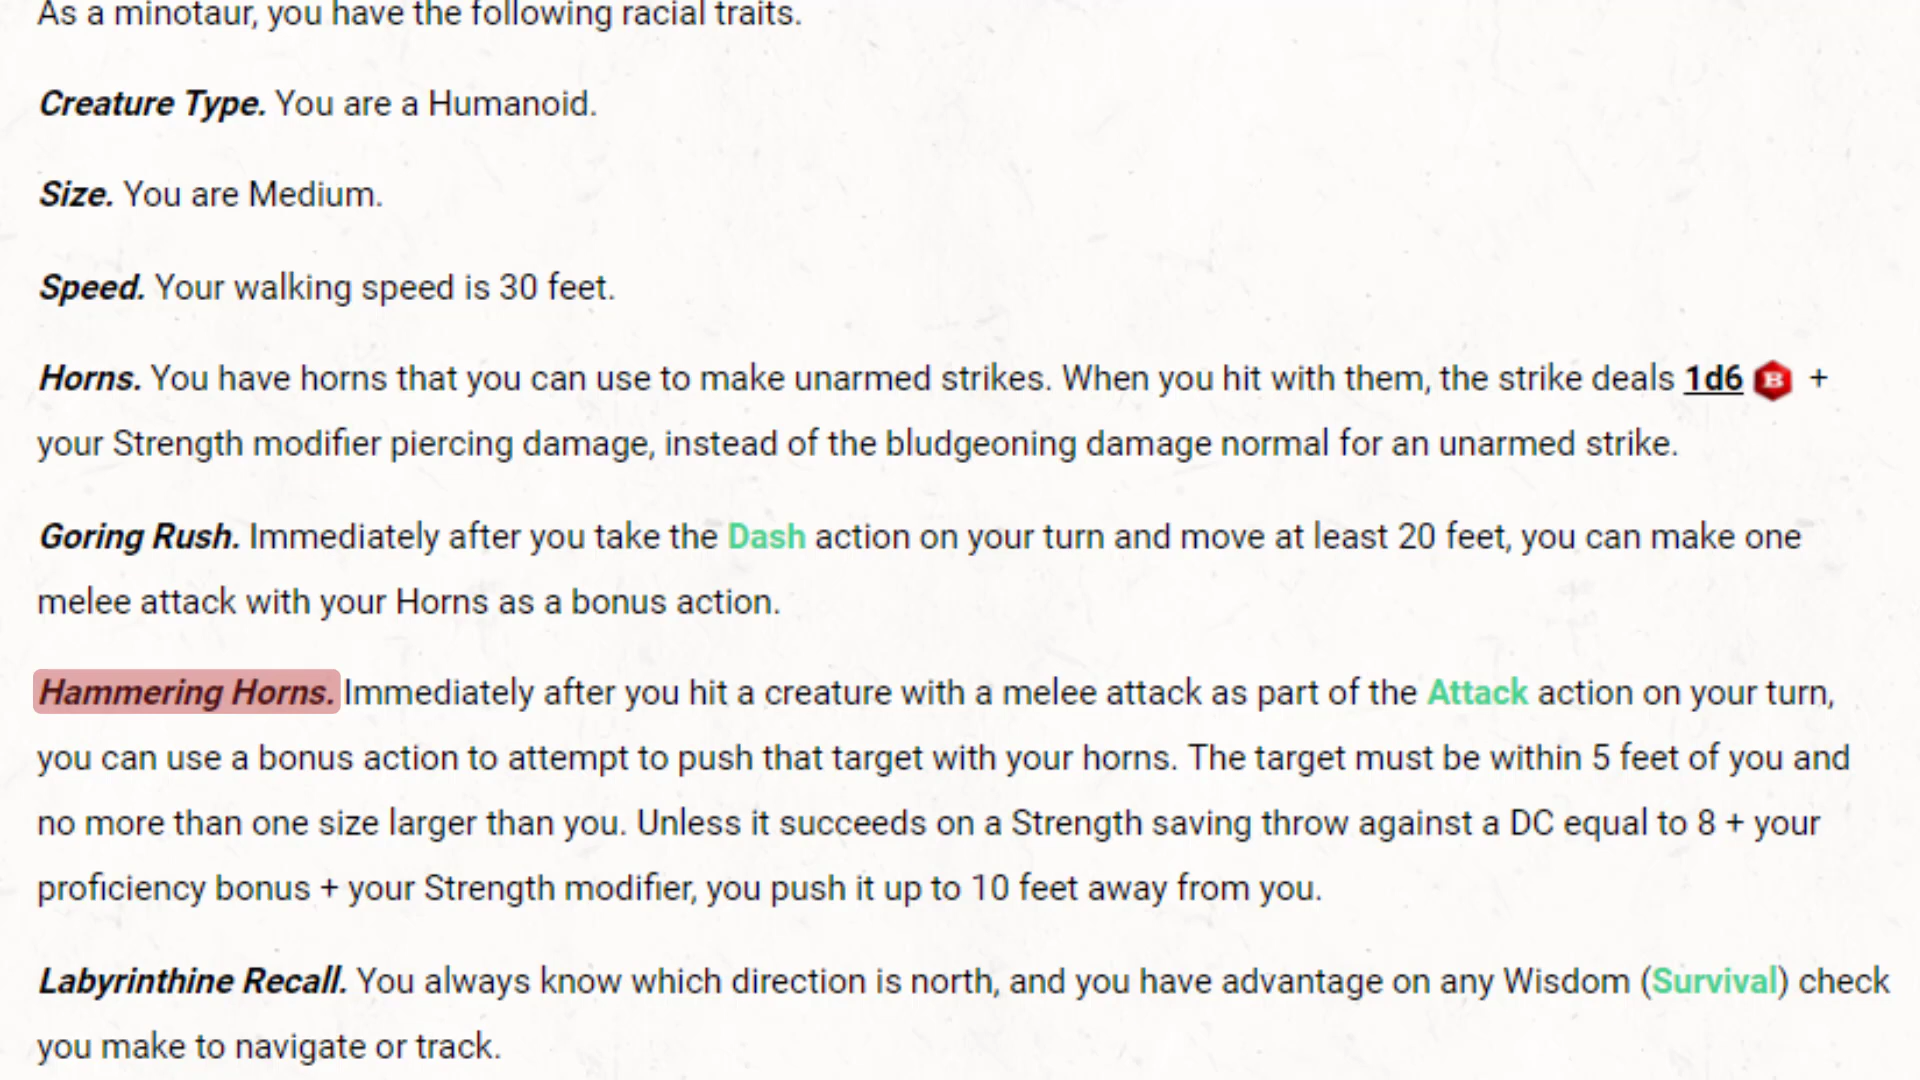 As a minotaur, you have the following racial traits.
Creature Type. You are a Humanoid.
Size. You are Medium.
Speed. Your walking speed is 30 feet.
Horns. You have horns that you can use to make unarmed strikes. When you hit with them, the strike deals 1d6 B +
your Strength modifier piercing damage, instead of the bludgeoning damage normal for an unarmed strike.
Goring Rush. Immediately after you take the Dash action on your turn and move at least 20 feet, you can make one
melee attack with your Horns as a bonus action.
Hammering Horns. Immediately after you hit a creature with a melee attack as part of the Attack action on your turn,
you can use a bonus action to attempt to push that target with your horns. The target must be within 5 feet of you and
no more than one size larger than you. Unless it succeeds on a Strength saving throw against a DC equal to 8 + your
proficiency bonus + your Strength modifier, you push it up to 10 feet away from you.
Labyrinthine Recall. You always know which direction is north, and you have advantage on any Wisdom (Survival) check
you make to navigate or track.